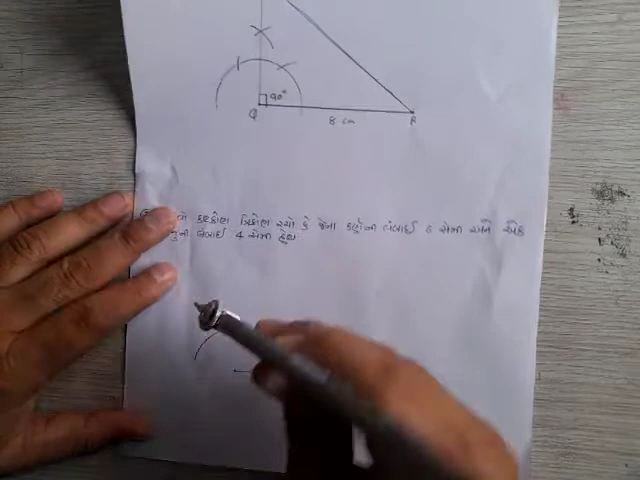 90°
Q
8 cm
R
કાટકોણ ત્રિકોણ રચો કે જેના કર્ણની લંબાઈ 6 સેમી અને એક
લંબાઈ 4 સેમી હોય